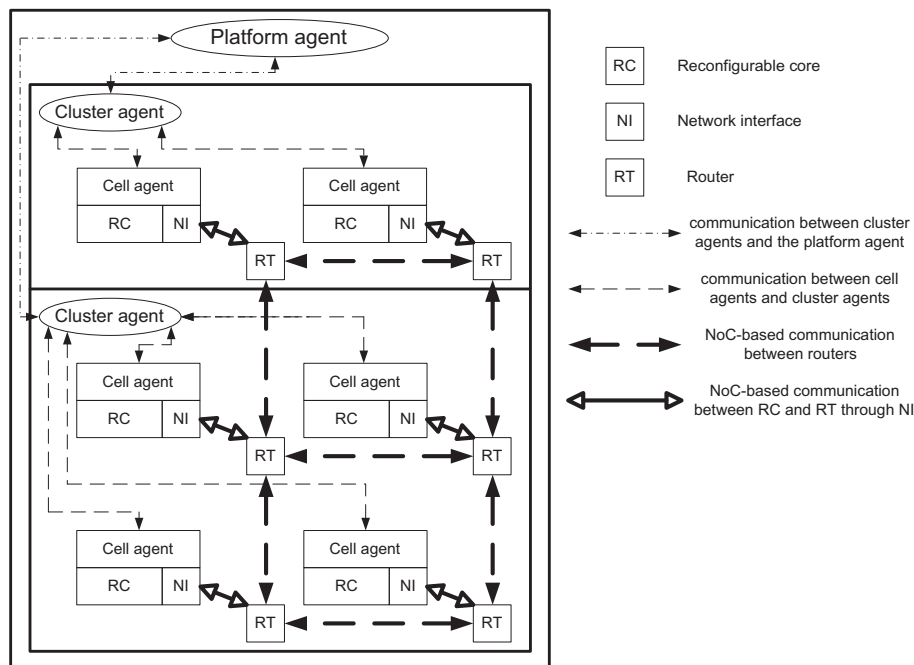 Platform agent
Cluster agent
Cell agent
RC
NI
Cell agent
RC
NI
RT
RT
Cluster agent
Cell agent
RC
NI
Cell agent
RC
NI
RT
RT
Cell agent
RC
NI
Cell agent
RC
NI
RT
RT
RC
Reconfigurable core
NI
Network interface
RT
Router
communication between cluster
agents and the platform agent
communication between cell
agents and cluster agents
NoC-based communication
between routers
NoC-based communication
between RC and RT through NI